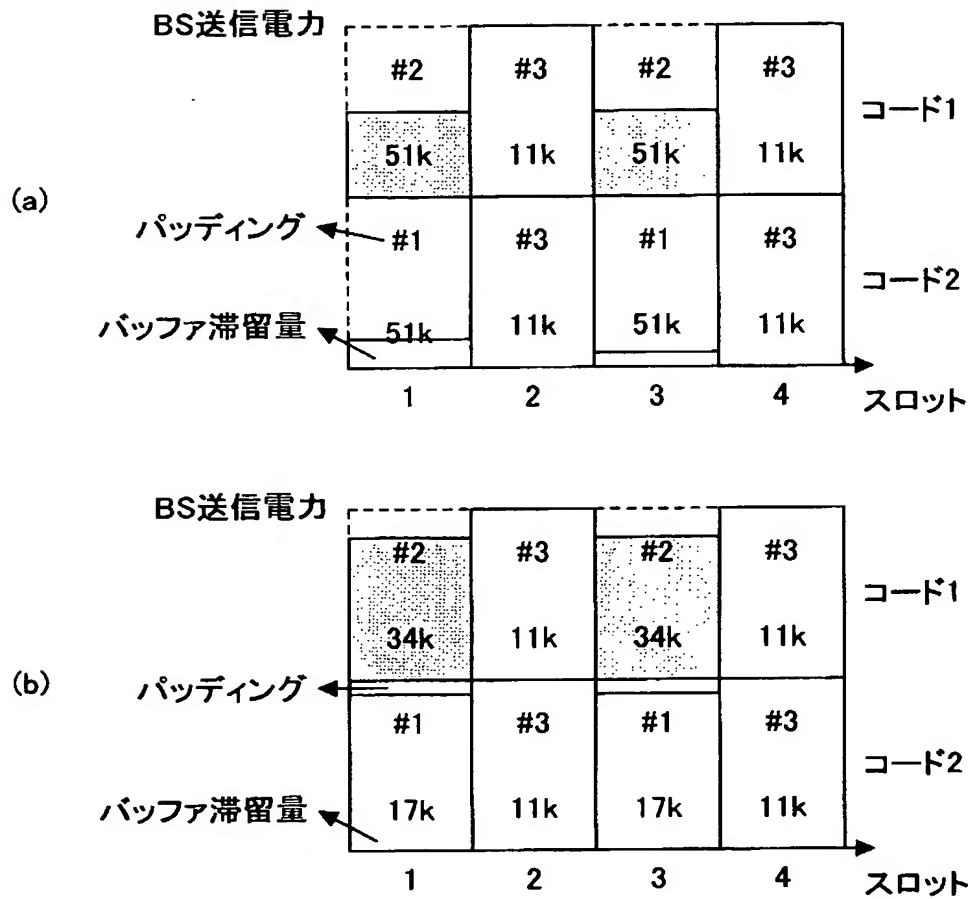 (a)
BS送信電力
#2 #3 #2 #3
コード1
51k 11k 51k 11k
パッディング
#1 #3 #1 #3
コード2
バッファ滞留量
51k 11k 51k 11k
1 2 3 4 スロット
(b)
BS送信電力
#2 #3 #2 #3
コード1
34k 11k 34k 11k
パッディング
#1 #3 #1 #3
コード2
バッファ滞留量
17k 11k 17k 11k
1 2 3 4 スロット